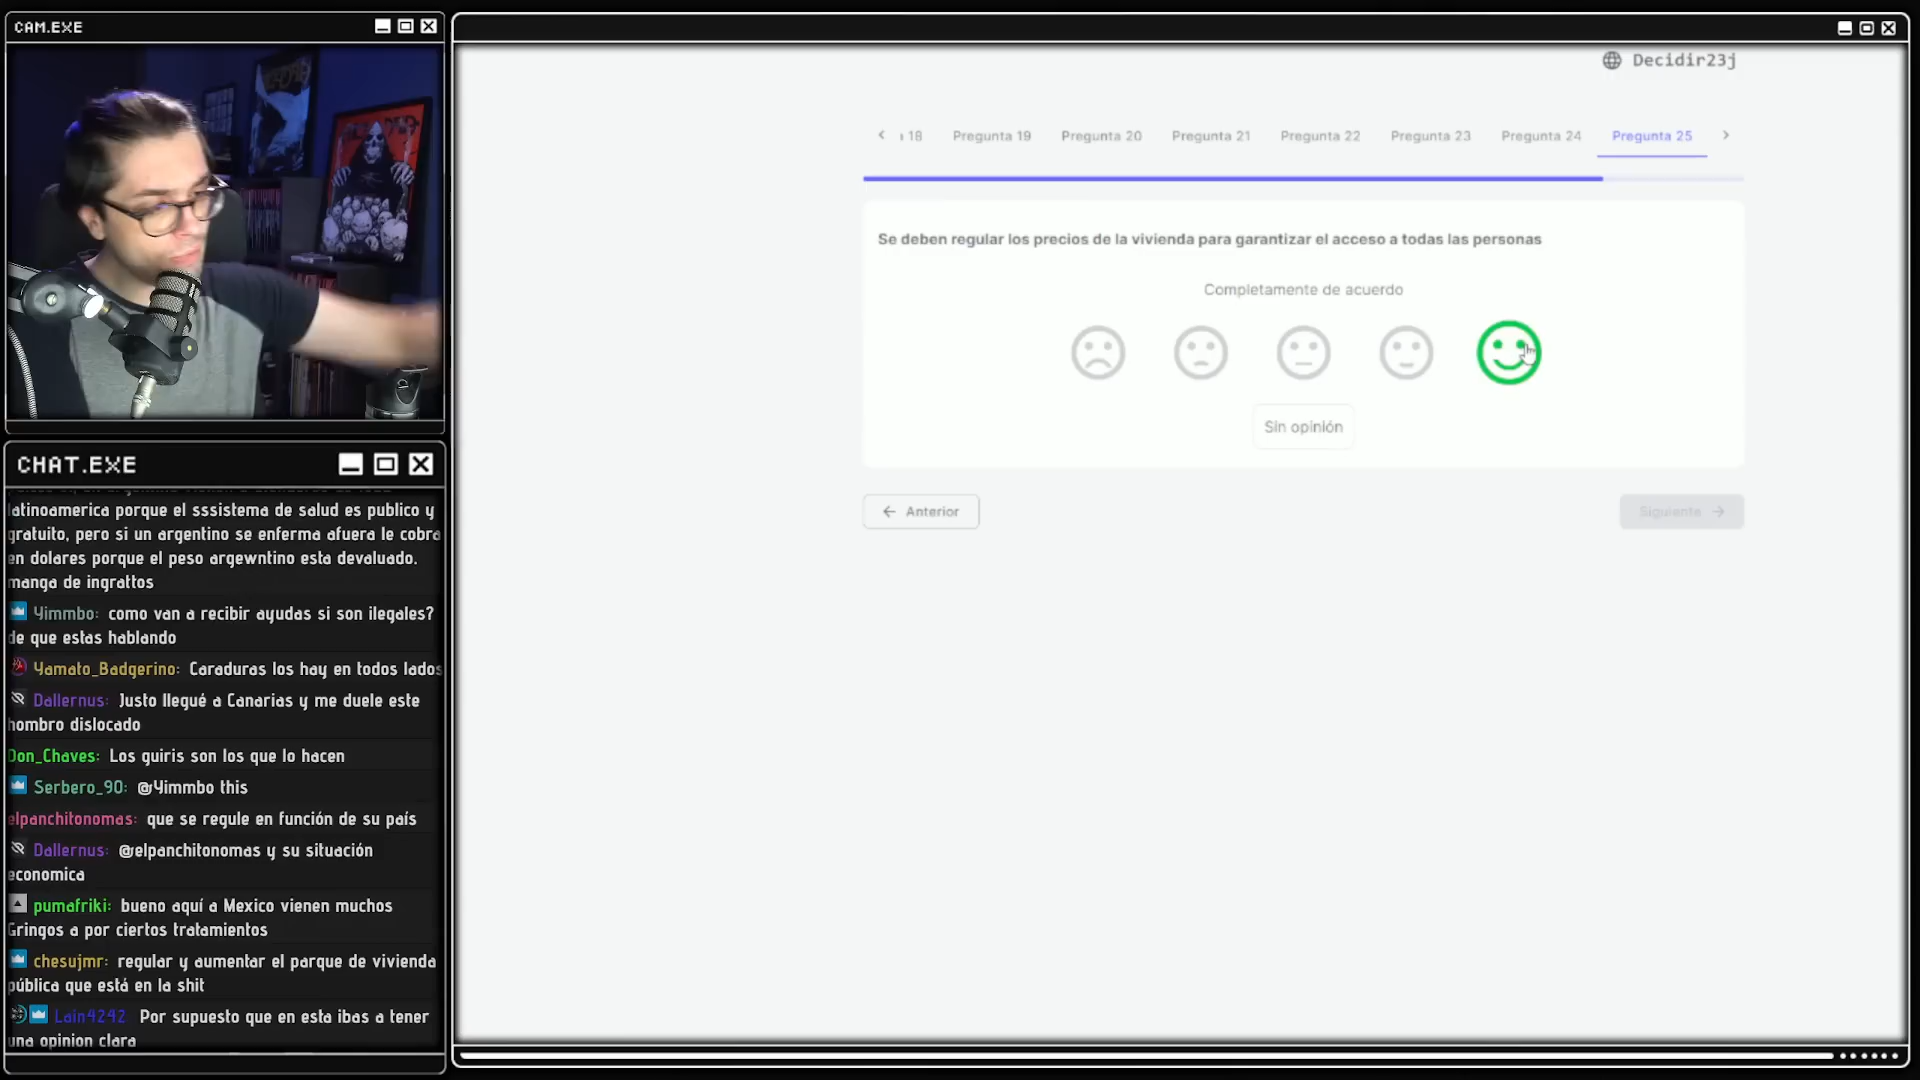 CAM.EXE
Decidir23j
18
Pregunta 19
Pregunta 20
Pregunta 21
Pregunta 22
Pregunta 23
Pregunta 24
Pregunta 25
Se deben regular los precios de la vivienda para garantizar el acceso a todas las personas
Completamente de acuerdo
Sin opinión
Anterior
Siguiente
CHAT.EXE
latinoamerica porque el sssistema de salud es publico y
gratuito, pero si un argentino se enferma afuera le cobra
en dolares porque el peso argewntino esta devaluado.
manga de ingrattos
Yimmbo: como van a recibir ayudas si son ilegales?
de que estas hablando
Yamato_Badgerino: Caraduras los hay en todos lados
Dallernus: Justo llegué a Canarias y me duele este
hombro dislocado
Don_Chaves: Los guiris son los que lo hacen
Serbero_90: @Yimmbo this
elpanchitonomas: que se regule en función de su país
Dallernus: @elpanchitonomas y su situación
economica
pumafriki: bueno aquí a Mexico vienen muchos
Gringos a por ciertos tratamientos
chesujmr: regular y aumentar el parque de vivienda
pública que está en la shit
Lain4242: Por supuesto que en esta ibas a tener
una opinion clara